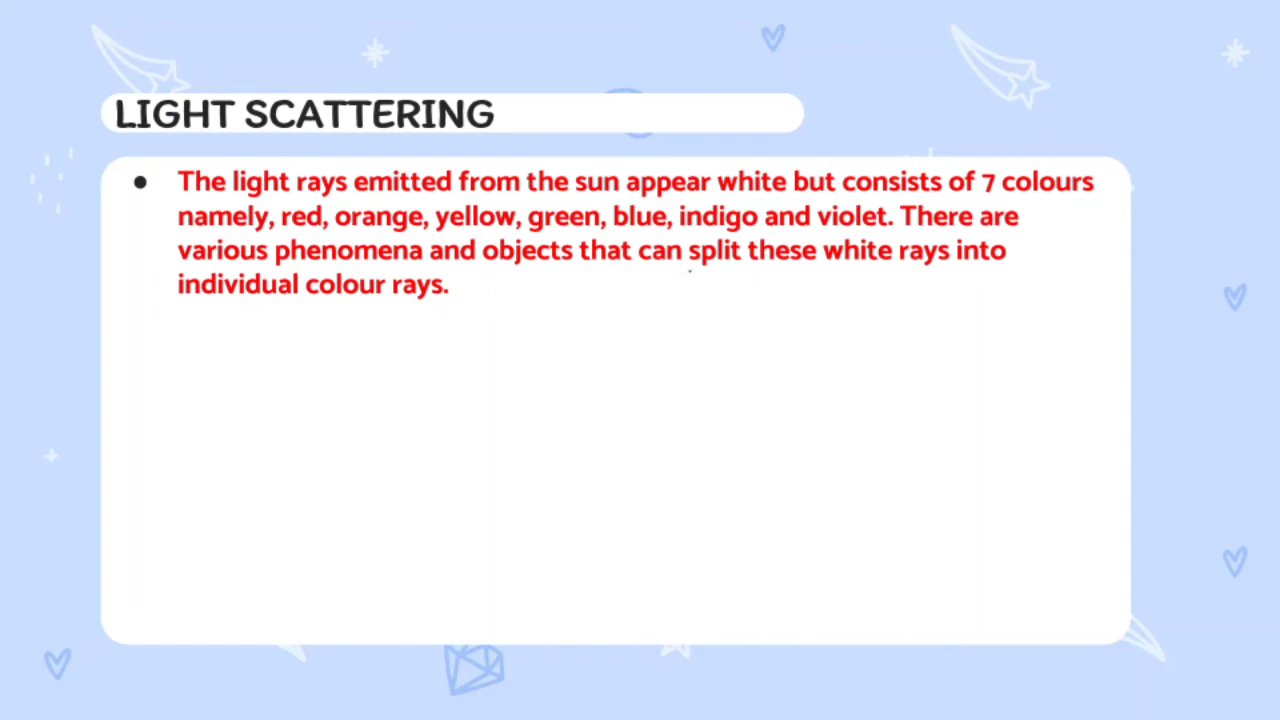 LIGHT SCATTERING
● The light rays emitted from the sun appear white but consists of 7 colours
namely, red, orange, yellow, green, blue, indigo and violet. There are
various phenomena and objects that can split these white rays into
individual colour rays.